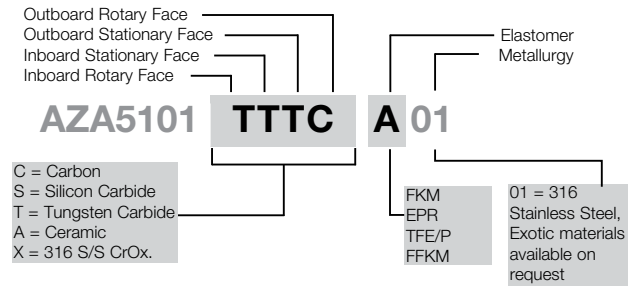 Outboard Rotary Face
Outboard Stationary Face
Inboard Stationary Face
Inboard Rotary Face
Elastomer
Metallurgy
AZA5101 TTTC A 01
C = Carbon
S = Silicon Carbide
T = Tungsten Carbide
A = Ceramic
X = 316 S/S CrOx.
FKM
EPR
TFE/P
FFKM
01 = 316
Stainless Steel,
Exotic materials
available on
request